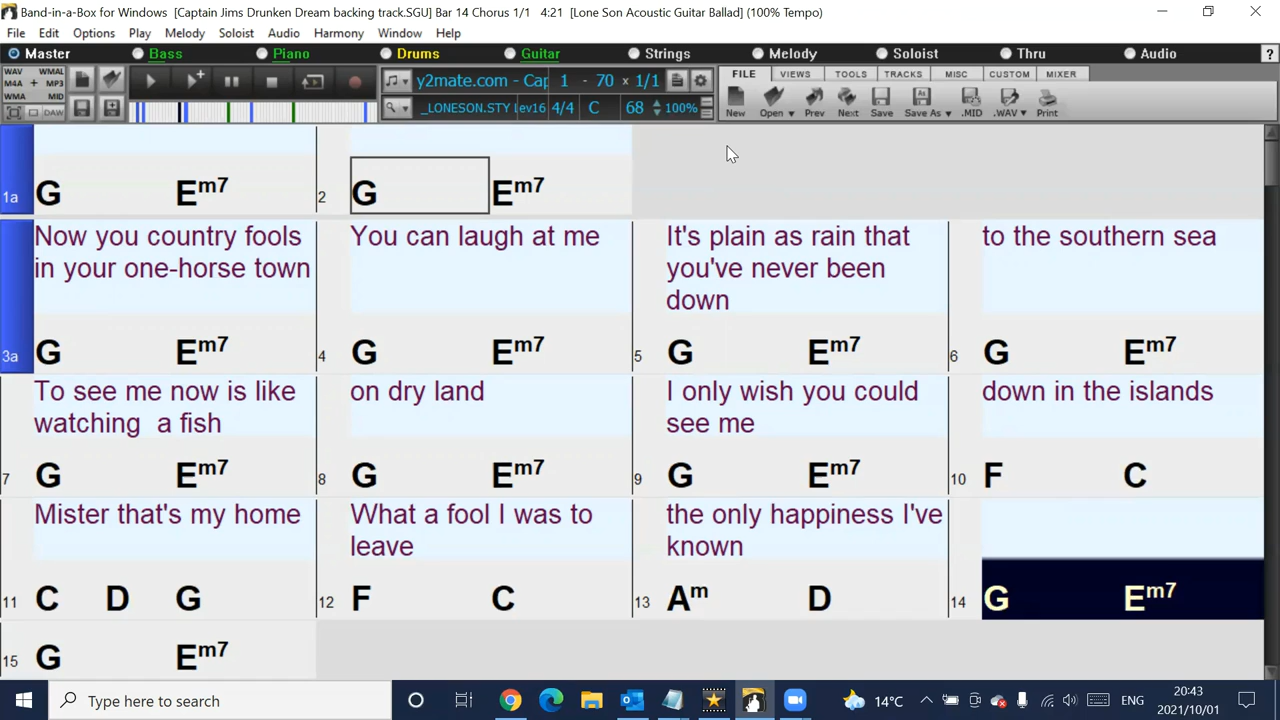 Band-in-a-Box for Windows [Captain Jims Drunken Dream backing track.SGU] Bar 14 Chorus 1/1 4:21 [Lone Son Acoustic Guitar Ballad] (100% Tempo)
File Edit Options Play Melody Soloist Audio Harmony Window Help
Master Bass Piano Drums Guitar Strings Melody Soloist Thru Audio ?
WAV WMAL
M4A + MP3
WMA MID
DAW
y2mate.com - Cap 1 - 70 x 1/1
_LONESON.STY Lev16 4/4 C 68 100%
FILE VIEWS TOOLS TRACKS MISC CUSTOM MIXER
New Open Prev Next Save Save As .MID .WAV Print
1a G Em7 2 G Em7
Now you country fools in your one-horse town
You can laugh at me
It's plain as rain that you've never been down
to the southern sea
3a G Em7 4 G Em7 5 G Em7 6 G Em7
To see me now is like watching a fish
on dry land
I only wish you could see me
down in the islands
7 G Em7 8 G Em7 9 G Em7 10 F C
Mister that's my home
What a fool I was to leave
the only happiness I've known
11 C D G 12 F C 13 Am D 14 G Em7
15 G Em7
Type here to search
14°C
ENG
20:43
2021/10/01